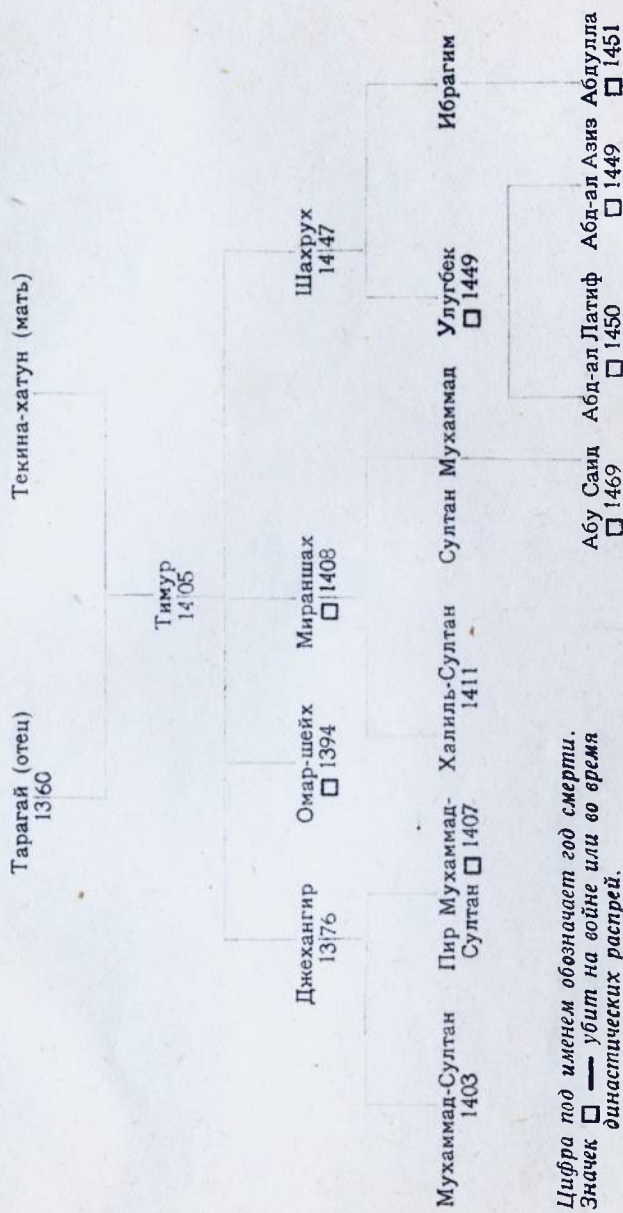 Тарагай (отец) Текина-хатун (мать)
1360
Тимур
1405
Джехангир Омар-шейх Мираншах Шахрух
1376 □ 1394 □ 1408 1447
Мухаммад-Султан Пир Мухаммад- Халиль-Султан Султан Мухаммад Улугбек Ибрагим
1403 Султан □ 1407 1411 □ 1449
Абу Саид Абд-ал Латиф Абд-ал Азиз Абдулла
□ 1469 □ 1450 □ 1449 □ 1451
Цифра под именем обозначает год смерти.
Значек □ — убит на войне или во время
династических распрей.